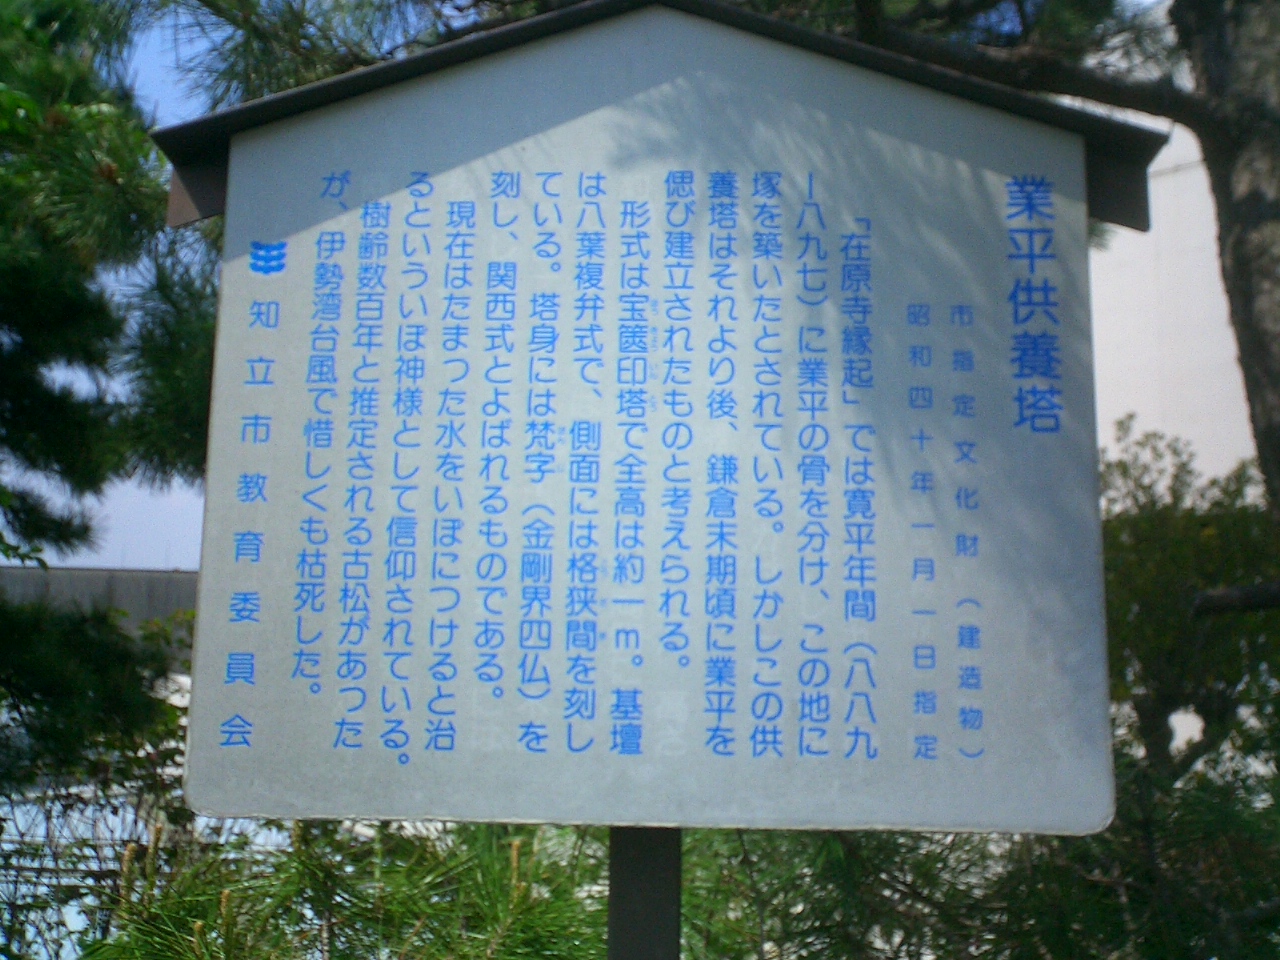 業平供養塔
市指定文化財（建造物）
昭和四十年一月一日指定
「在原寺縁起」では寛平年間（八八九
ー八九七）に業平の骨を分け、この地に
塚を築いたとされている。しかしこの供
養塔はそれより後、鎌倉末期頃に業平を
偲び建立されたものと考えられる。
形式は宝篋印塔で全高は約一ｍ。基壇
は八葉複弁式で、側面には格狭間を刻し
ている。塔身には梵字（金剛界四仏）を
刻し、関西式とよばれるものである。
現在はたまった水をいぼにつけると治
るといういぼ神様として信仰されている。
樹齢数百年と推定される古松があった
が、伊勢湾台風で惜しくも枯死した。
知立市教育委員会